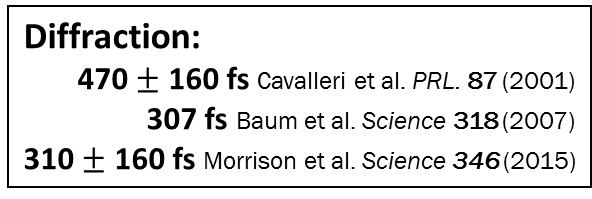 Diffraction:
470 ± 160 fs Cavalleri et al. PRL. 87 (2001)
307 fs Baum et al. Science 318 (2007)
310 ± 160 fs Morrison et al. Science 346 (2015)